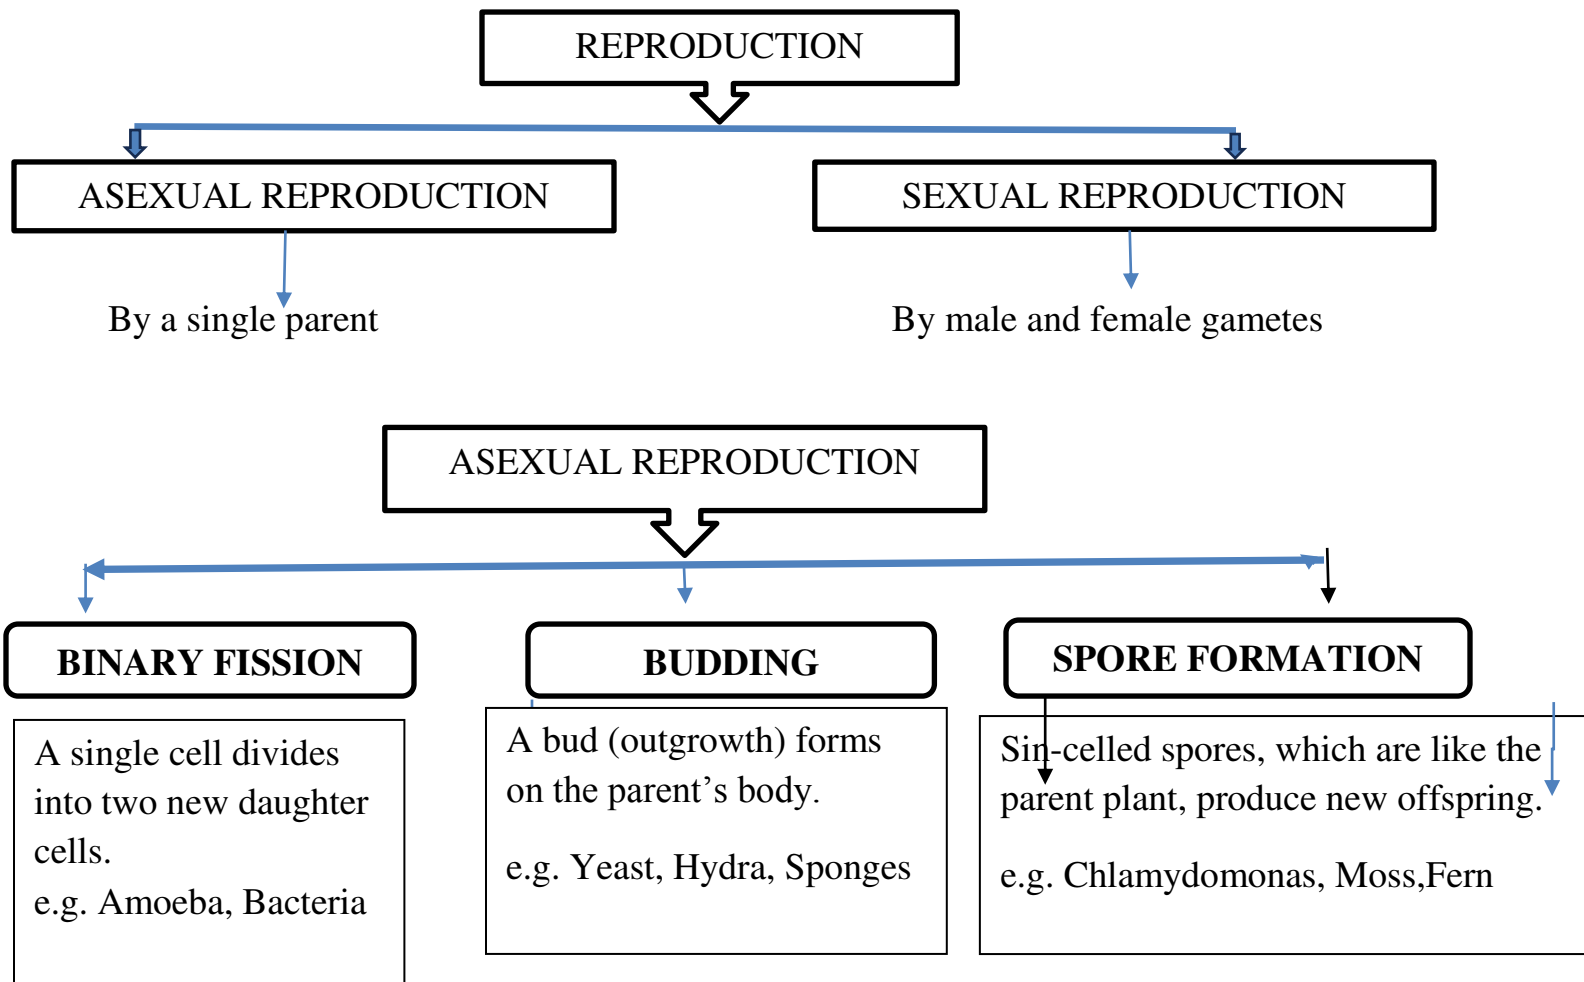 REPRODUCTION
ASEXUAL REPRODUCTION
SEXUAL REPRODUCTION
By a single parent
By male and female gametes
ASEXUAL REPRODUCTION
BINARY FISSION
BUDDING
SPORE FORMATION
A single cell divides
into two new daughter
cells.
e.g. Amoeba, Bacteria
A bud (outgrowth) forms
on the parent’s body.
e.g. Yeast, Hydra, Sponges
Sin-celled spores, which are like the
parent plant, produce new offspring.
e.g. Chlamydomonas, Moss,Fern